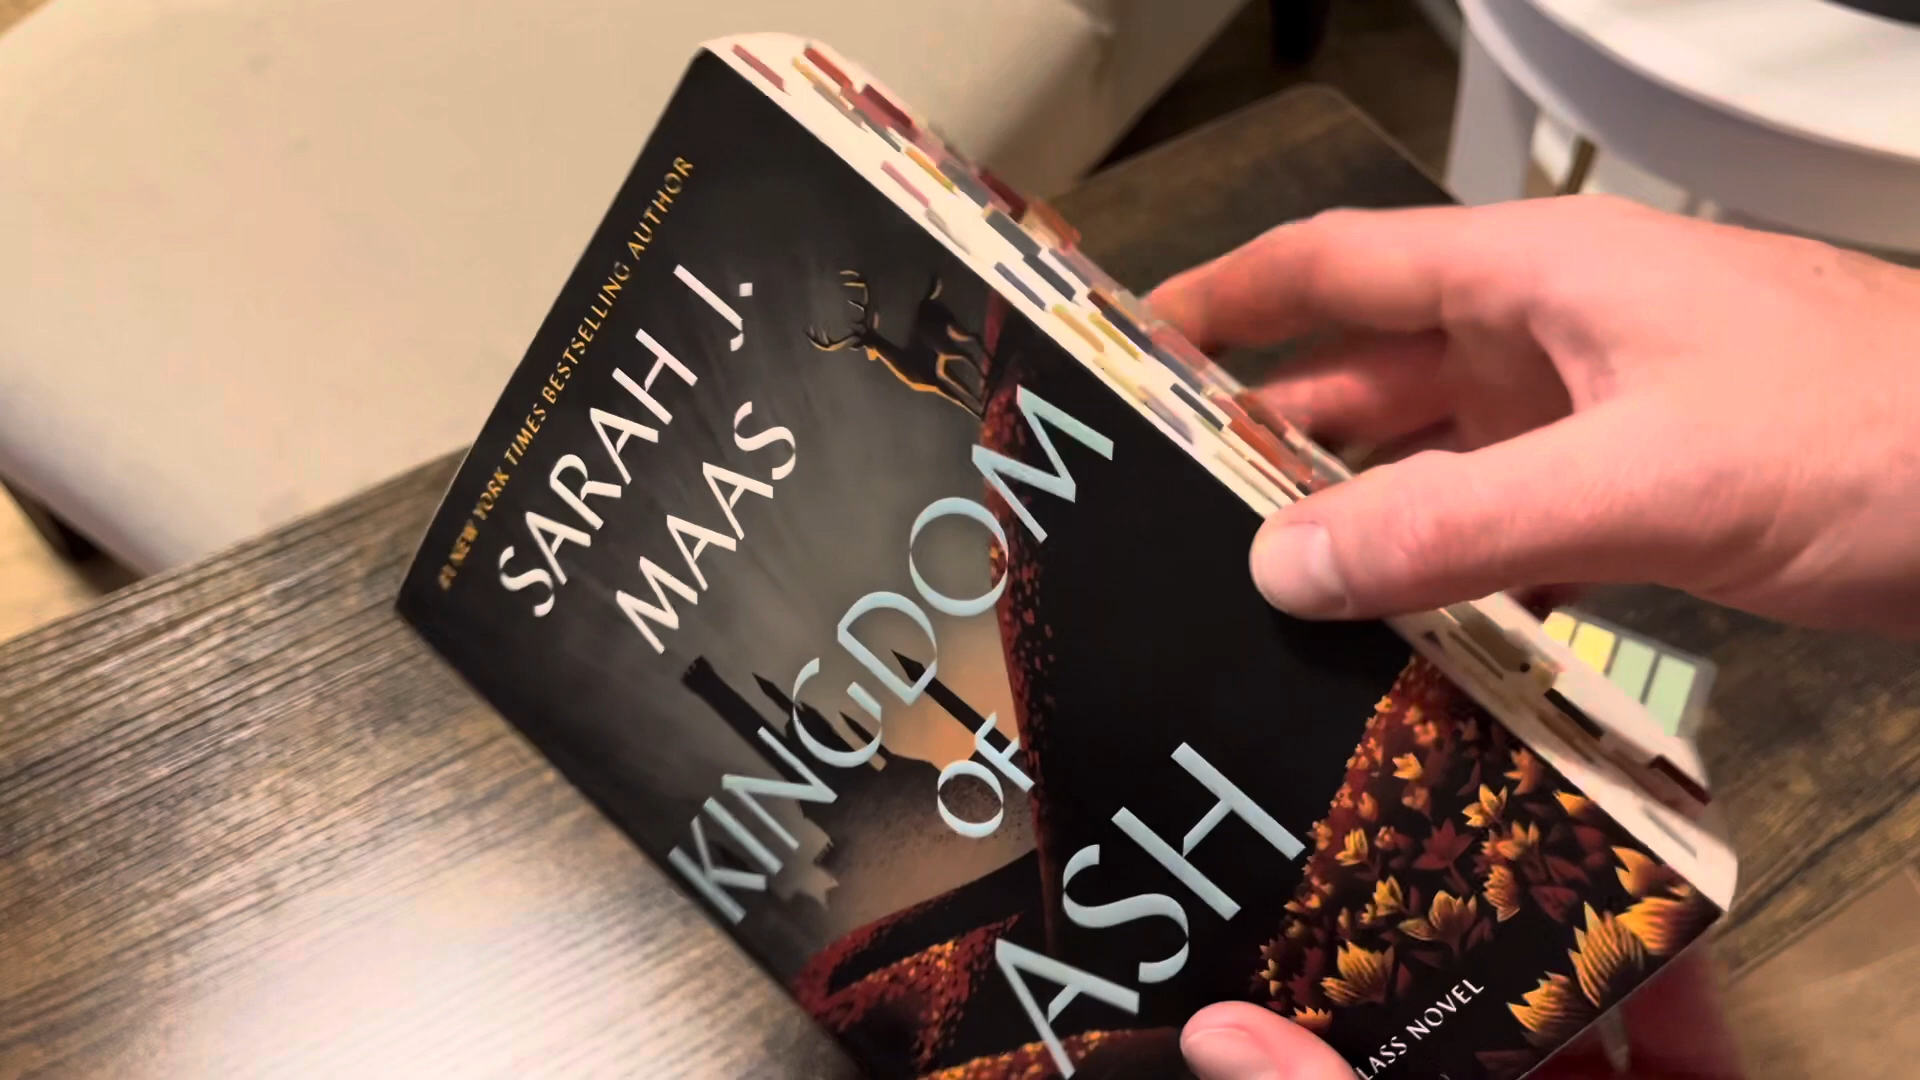 #1 NEW YORK TIMES BESTSELLING AUTHOR
SARAH J.
MAAS
KINGDOM
OF
ASH
LASS NOVEL